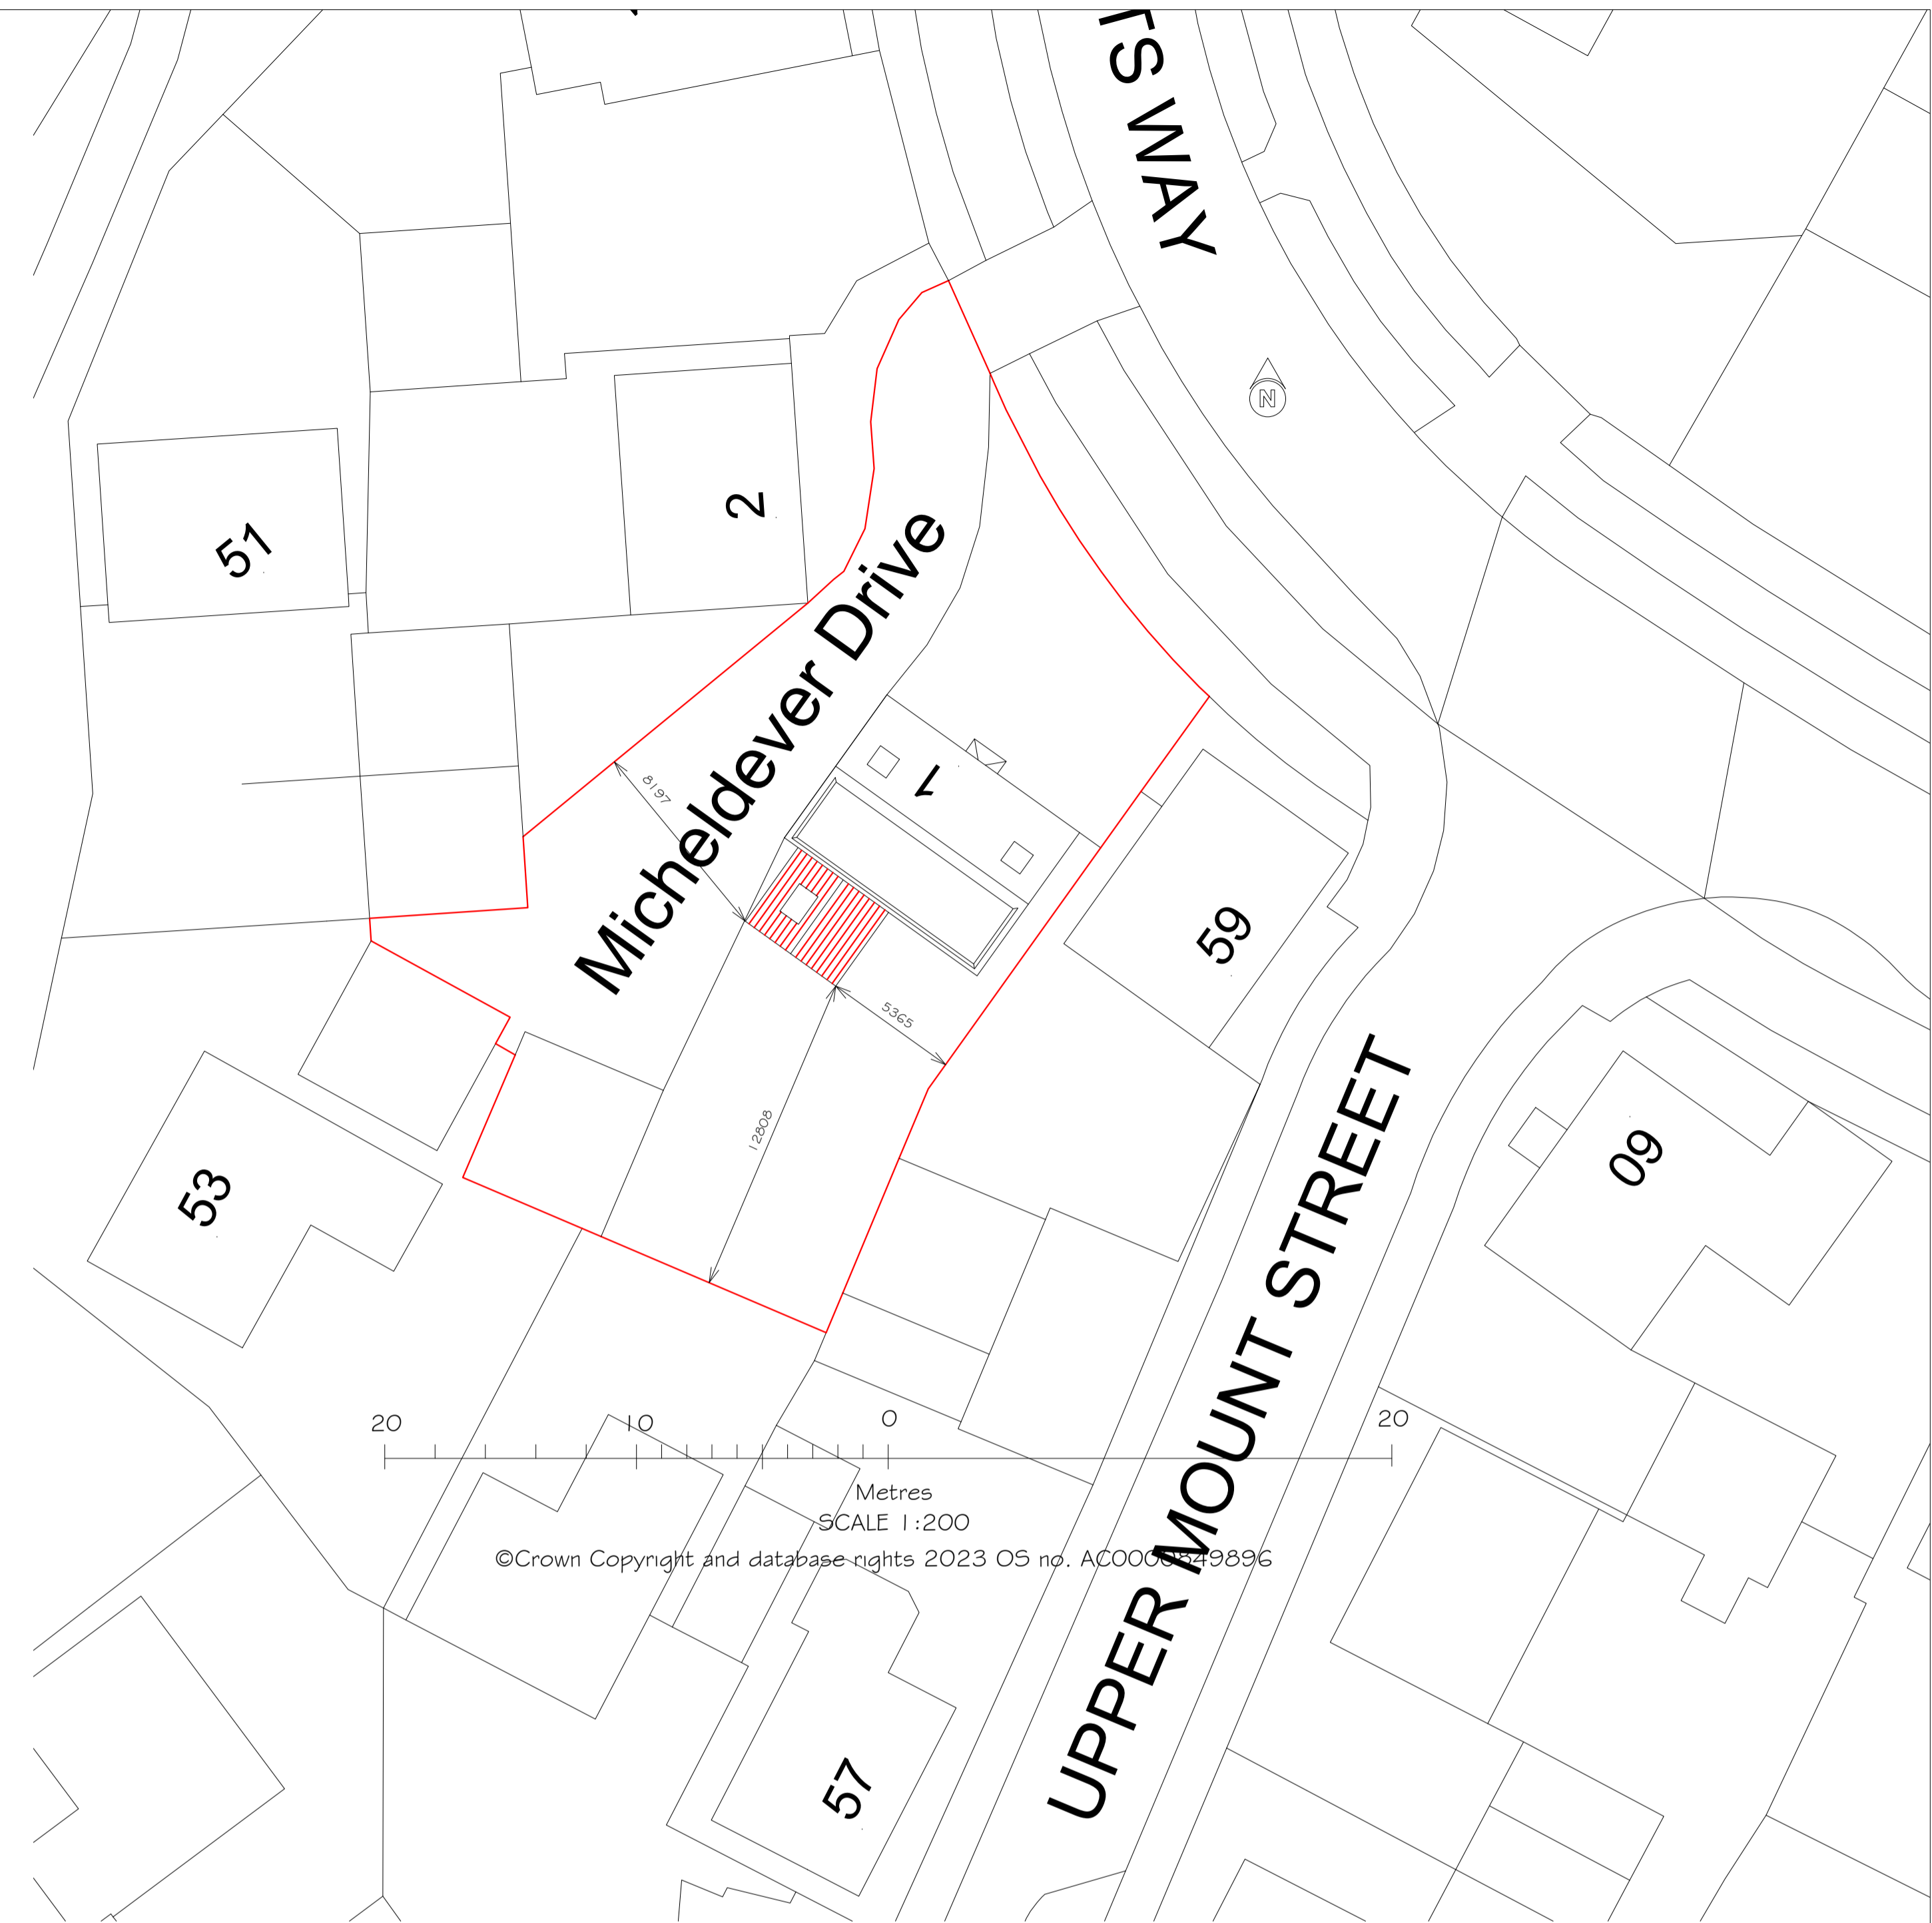 S WAY
N
51
2
Micheldever Drive
8197
1
59
5365
12808
53
60
UPPER MOUNT STREET
20 10 0 20
Metres
SCALE 1:200
©Crown Copyright and database rights 2023 OS no. AC0000849896
57